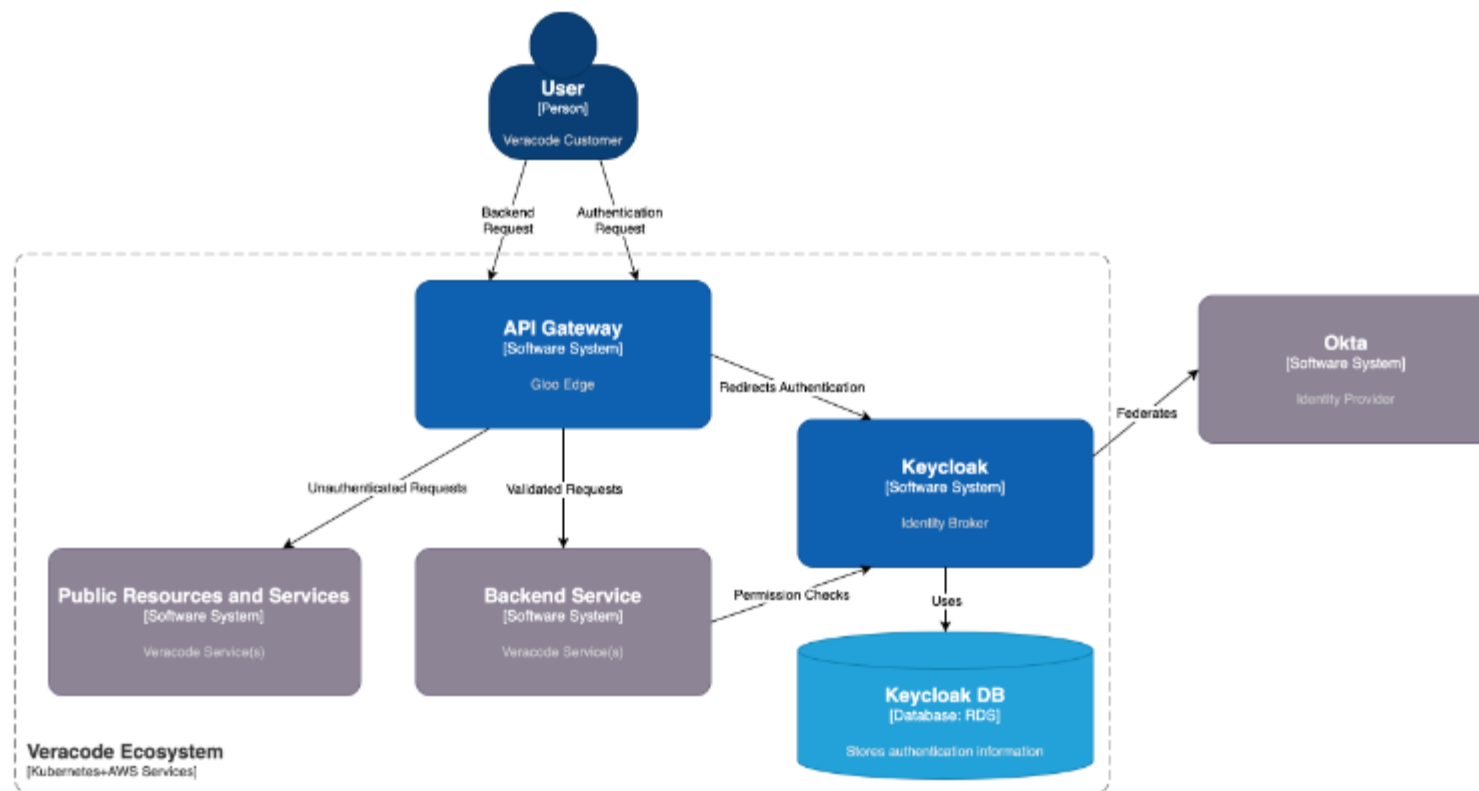 User
[Person]
Veracode Customer
Backend
Request
Authentication
Request
API Gateway
[Software System]
Gloo Edge
Redirects Authentication
Okta
[Software System]
Identity Provider
Federates
Keycloak
[Software System]
Identity Broker
Unauthenticated Requests
Validated Requests
Public Resources and Services
[Software System]
Veracode Service(s)
Backend Service
[Software System]
Veracode Service(s)
Permission Checks
Uses
Keycloak DB
[Database: RDS]
Stores authentication information
Veracode Ecosystem
[Kubernetes+AWS Services]